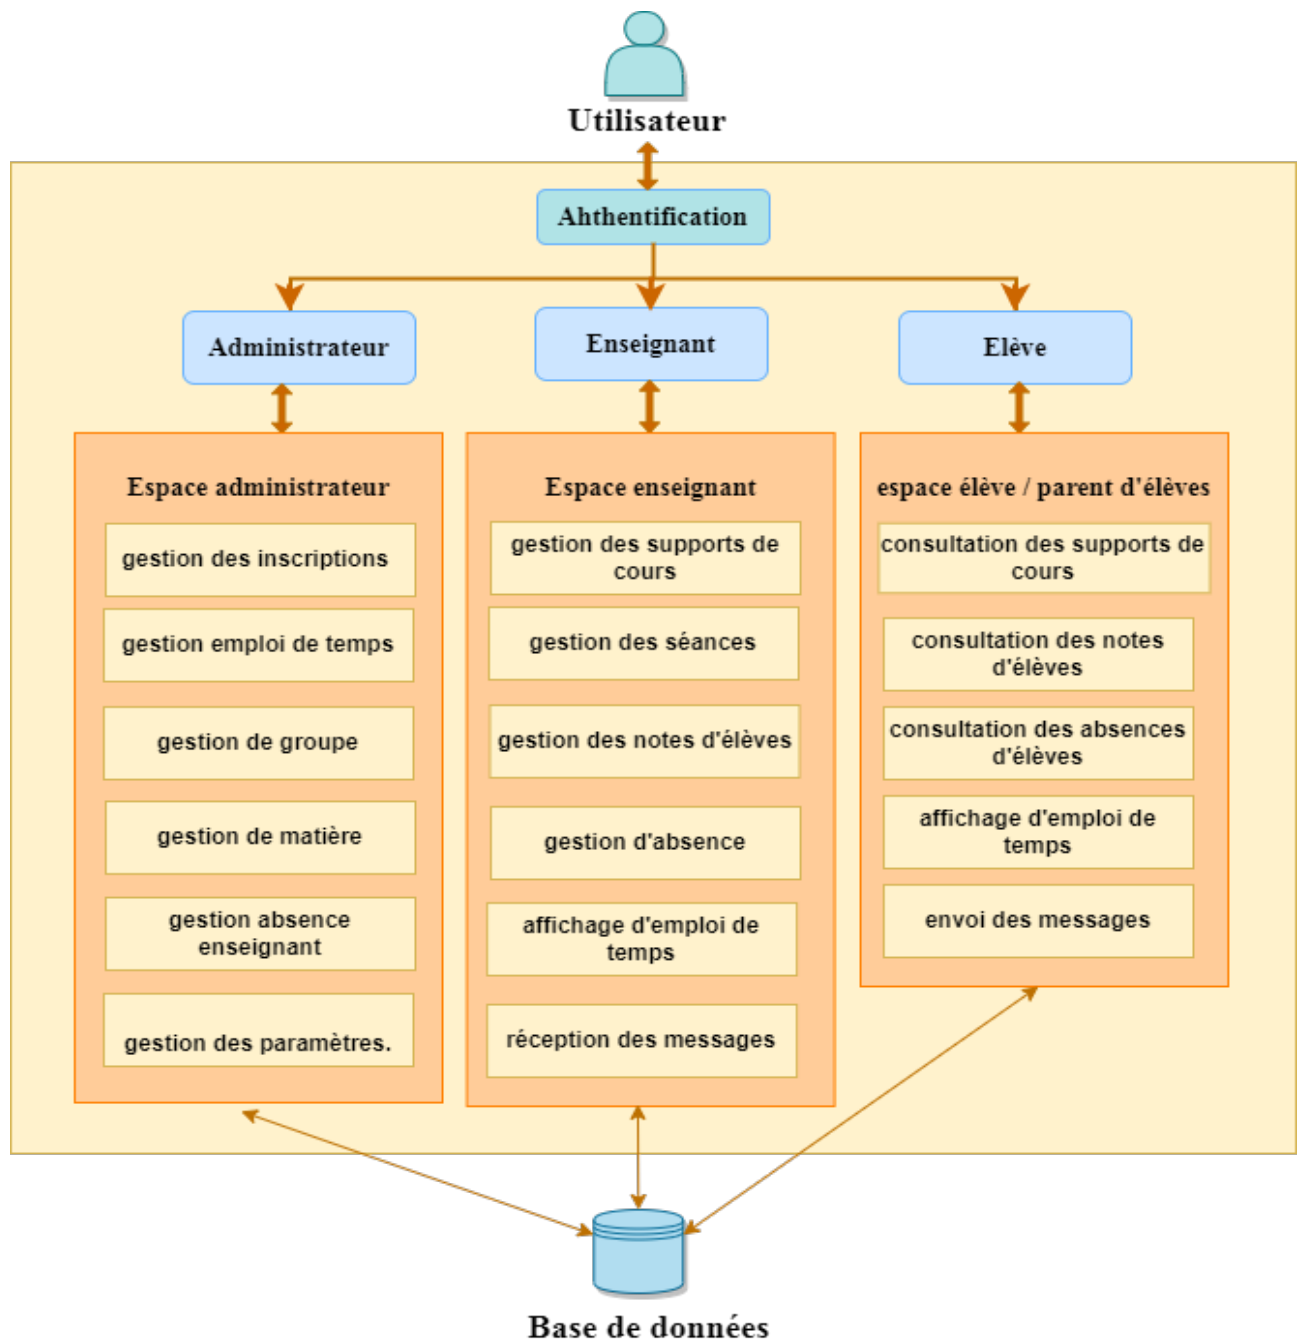 Utilisateur
Ahthentification
Administrateur
Enseignant
Elève
Espace administrateur
gestion des inscriptions
gestion emploi de temps
gestion de groupe
gestion de matière
gestion absence
enseignant
gestion des paramètres.
Espace enseignant
gestion des supports de
cours
gestion des séances
gestion des notes d'élèves
gestion d'absence
affichage d'emploi de
temps
réception des messages
espace élève / parent d'élèves
consultation des supports de
cours
consultation des notes
d'élèves
consultation des absences
d'élèves
affichage d'emploi de
temps
envoi des messages
Base de données